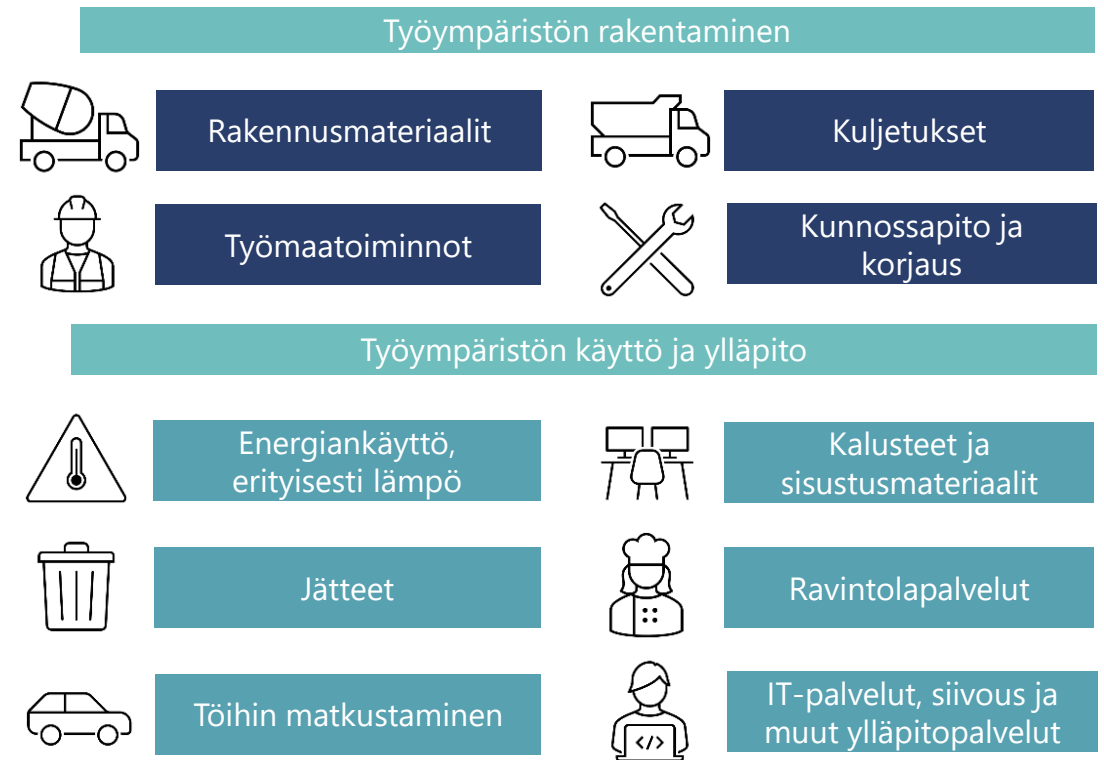 Työympäristön rakentaminen
Rakennusmateriaalit
Kuljetukset
Työmaatoiminnot
Kunnossapito ja
korjaus
Työympäristön käyttö ja ylläpito
Energiankäyttö,
erityisesti lämpö
Kalusteet ja
sisustusmateriaalit
Jätteet
Ravintolapalvelut
Töihin matkustaminen
IT-palvelut, siivous ja
muut ylläpitopalvelut